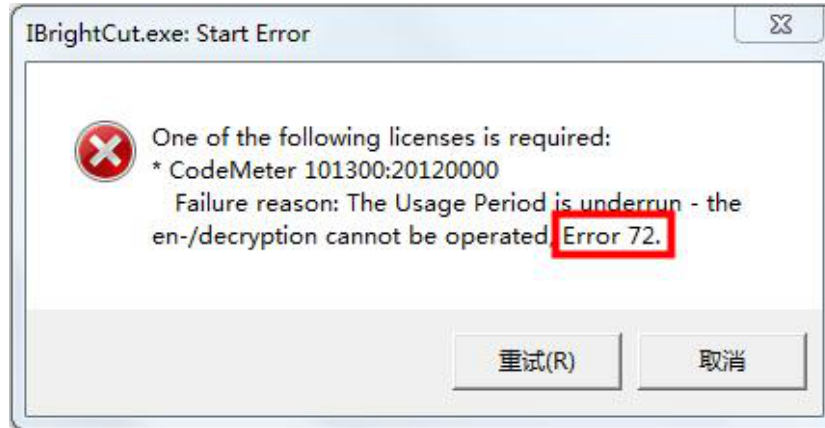 IBrightCut.exe: Start Error
One of the following licenses is required:
* CodeMeter 101300:20120000
Failure reason: The Usage Period is underrun - the
en-/decryption cannot be operated, Error 72.
重试(R) 取消